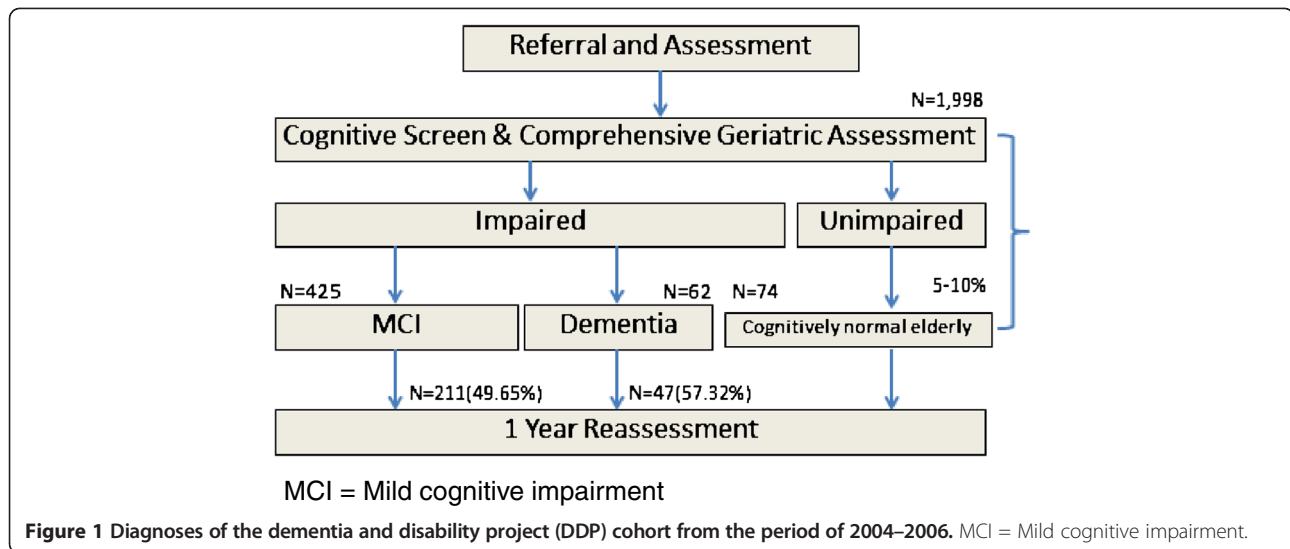 Referral and Assessment
N=1,998
Cognitive Screen & Comprehensive Geriatric Assessment
Impaired
Unimpaired
N=425
N=62
N=74
5-10%
MCI
Dementia
Cognitively normal elderly
N=211(49.65%)
N=47(57.32%)
1 Year Reassessment
MCI = Mild cognitive impairment
Figure 1 Diagnoses of the dementia and disability project (DDP) cohort from the period of 2004–2006. MCI = Mild cognitive impairment.